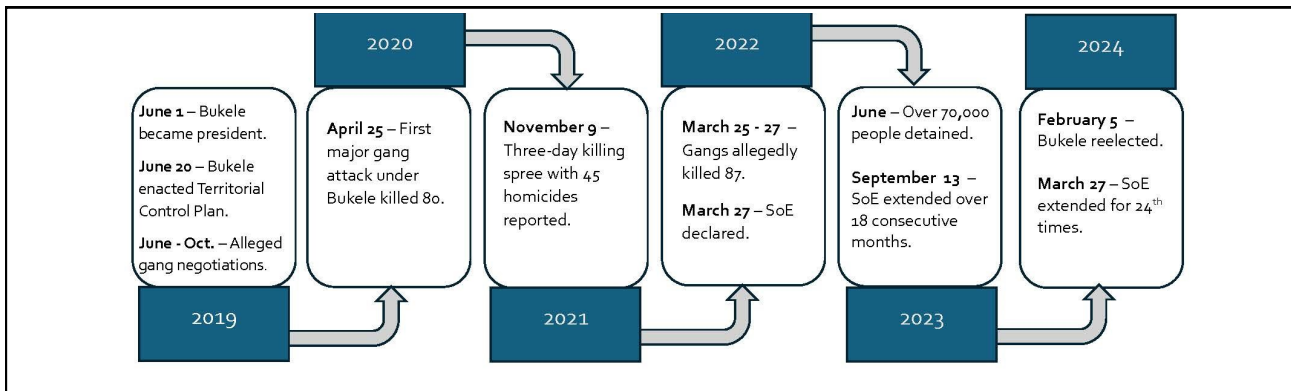 2019
June 1 – Bukele
became president.
June 20 – Bukele
enacted Territorial
Control Plan.
June - Oct. – Alleged
gang negotiations.
2020
April 25 – First
major gang
attack under
Bukele killed 80.
2021
November 9 –
Three-day killing
spree with 45
homicides
reported.
2022
March 25 - 27 –
Gangs allegedly
killed 87.
March 27 – SoE
declared.
2023
June – Over 70,000
people detained.
September 13 –
SoE extended over
18 consecutive
months.
2024
February 5 –
Bukele reelected.
March 27 – SoE
extended for 24th
times.